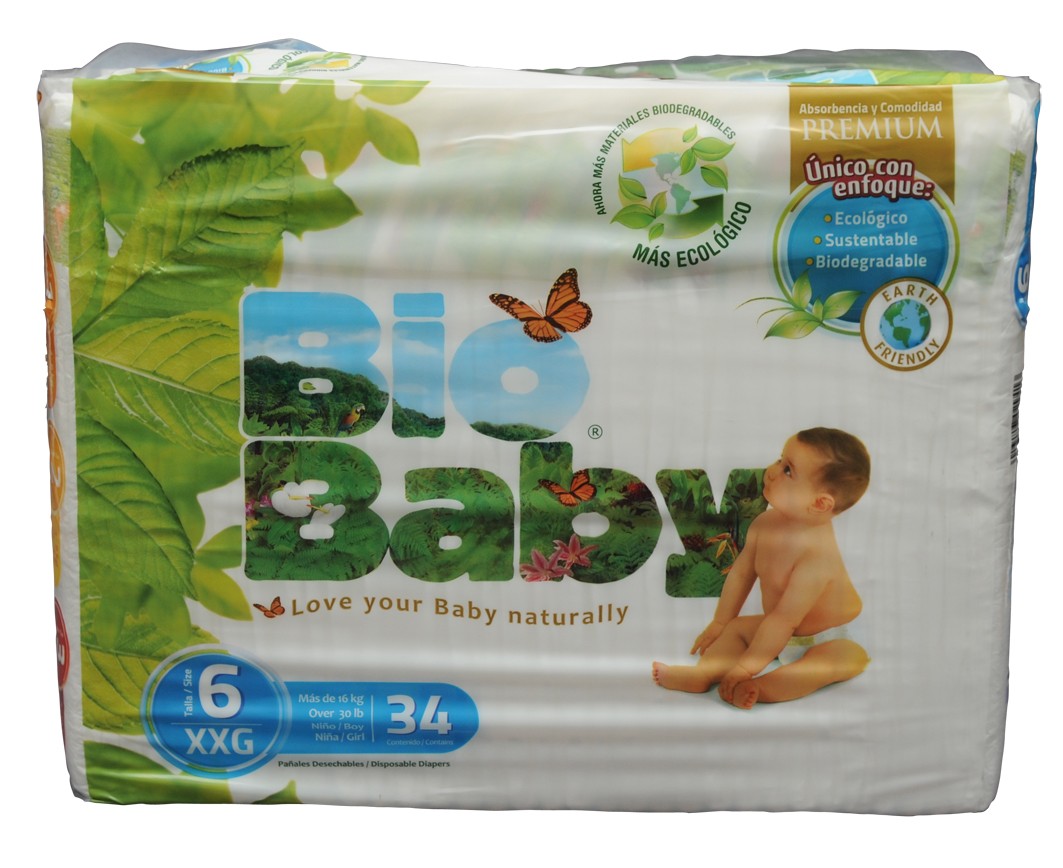 AHORA MÁS MATERIALES BIODEGRADABLES
MÁS ECOLÓGICO
Absorbencia y Comodidad
PREMIUM
Único con
enfoque:
• Ecológico
• Sustentable
• Biodegradable
EARTH
FRIENDLY
Bio
Baby®
Love your Baby naturally
Talla / Size
6
XXG
Más de 16 kg
Over 30 lb
Niño / Boy
Niña / Girl
34
Contenido / Contains
Pañales Desechables / Disposable Diapers